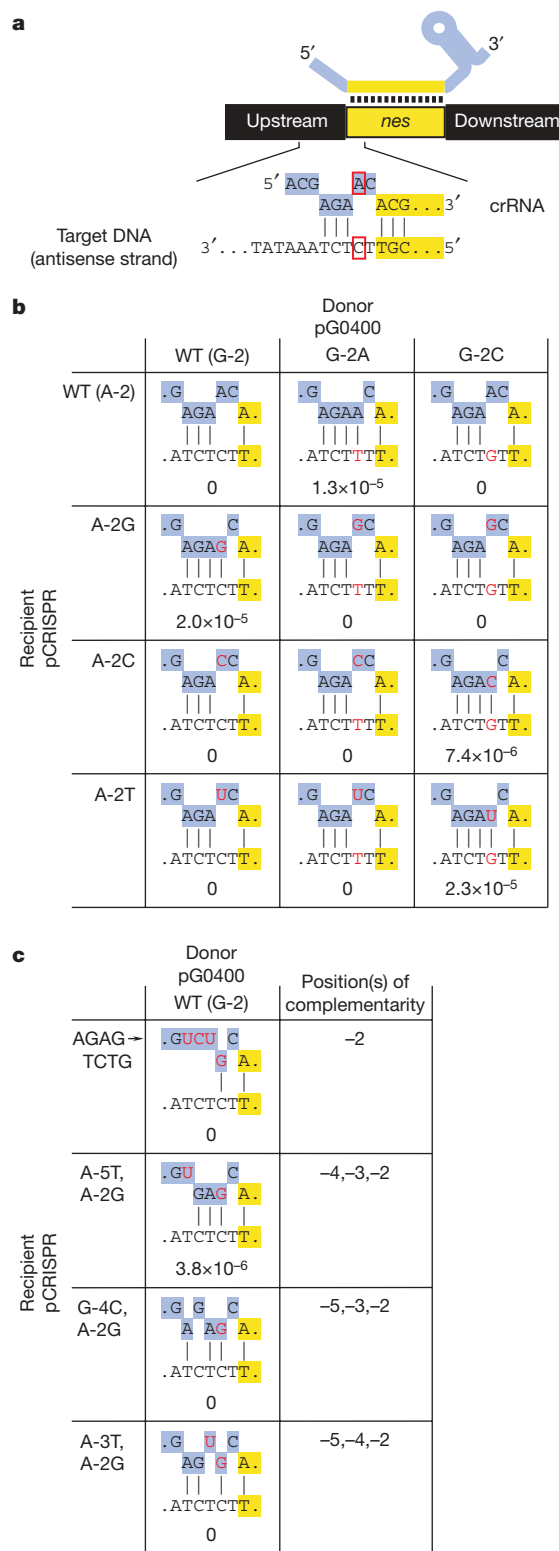 a
5′
3′
Upstream nes Downstream
5′ ACG AC
AGA ACG...3′ crRNA
Target DNA
(antisense strand)
3′...TATAAATCTCTTGC...5′
b
Donor
pG0400
WT (G-2) G-2A G-2C
Recipient
pCRISPR
WT (A-2)
.G AC .G C .G AC
AGA A. AGAA A. AGA A.
.ATCTCTT. .ATCTTTT. .ATCTGTT.
0 1.3×10⁻⁵ 0
A-2G
.G C .G GC .G GC
AGAG A. AGA A. AGA A.
.ATCTCTT. .ATCTTTT. .ATCTGTT.
2.0×10⁻⁵ 0 0
A-2C
.G CC .G CC .G C
AGA A. AGA A. AGAC A.
.ATCTCTT. .ATCTTTT. .ATCTGTT.
0 0 7.4×10⁻⁶
A-2T
.G UC .G UC .G C
AGA A. AGA A. AGAU A.
.ATCTCTT. .ATCTTTT. .ATCTGTT.
0 0 2.3×10⁻⁵
c
Donor
pG0400
WT (G-2)
Position(s) of
complementarity
Recipient
pCRISPR
AGAG→
TCTG
.GUCU C
G A.
.ATCTCTT.
0
−2
A-5T,
A-2G
.GU C
GAG A.
.ATCTCTT.
3.8×10⁻⁶
−4,−3,−2
G-4C,
A-2G
.G G C
A AG A.
.ATCTCTT.
0
−5,−3,−2
A-3T,
A-2G
.G U C
AG G A.
.ATCTCTT.
0
−5,−4,−2